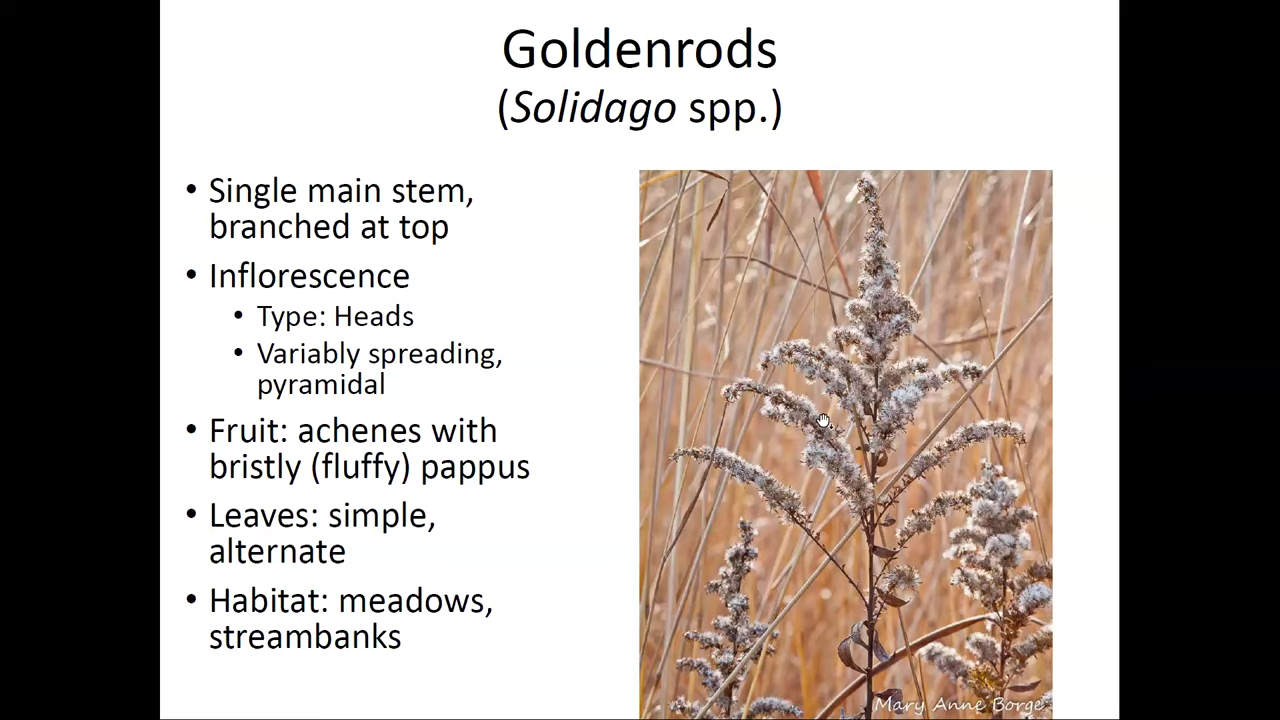 Goldenrods
(Solidago spp.)
• Single main stem,
branched at top
• Inflorescence
• Type: Heads
• Variably spreading,
pyramidal
• Fruit: achenes with
bristly (fluffy) pappus
• Leaves: simple,
alternate
• Habitat: meadows,
streambanks
Mary Anne Borge